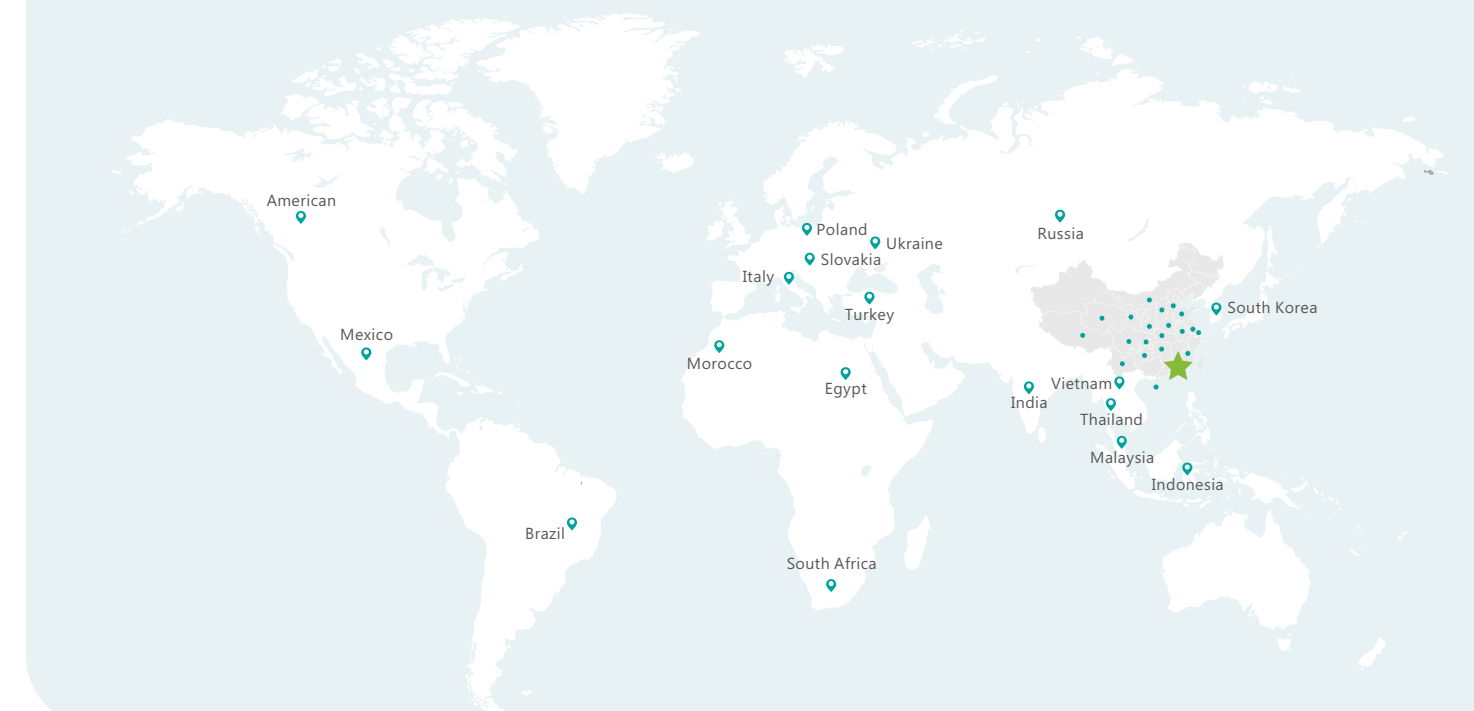 American
Poland
Russia
Ukraine
Slovakia
Italy
South Korea
Turkey
Mexico
Morocco
Vietnam
Egypt
India
Thailand
Malaysia
Indonesia
Brazil
South Africa